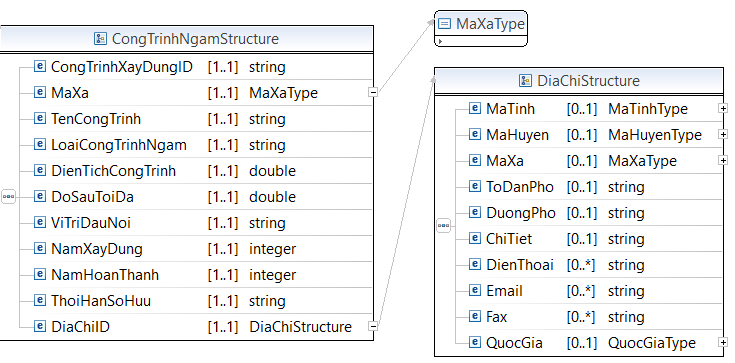 CongTrinhNgamStructure
CongTrinhXayDungID [1..1] string
MaXa [1..1] MaXaType
TenCongTrinh [1..1] string
LoaiCongTrinhNgam [1..1] string
DienTichCongTrinh [1..1] double
DoSauToiDa [1..1] double
ViTriDauNoi [1..1] string
NamXayDung [1..1] integer
NamHoanThanh [1..1] integer
ThoiHanSoHuu [1..1] string
DiaChiID [1..1] DiaChiStructure
MaXaType
DiaChiStructure
MaTinh [0..1] MaTinhType
MaHuyen [0..1] MaHuyenType
MaXa [0..1] MaXaType
ToDanPho [0..1] string
DuongPho [0..1] string
ChiTiet [0..1] string
DienThoai [0..*] string
Email [0..*] string
Fax [0..*] string
QuocGia [0..1] QuocGiaType